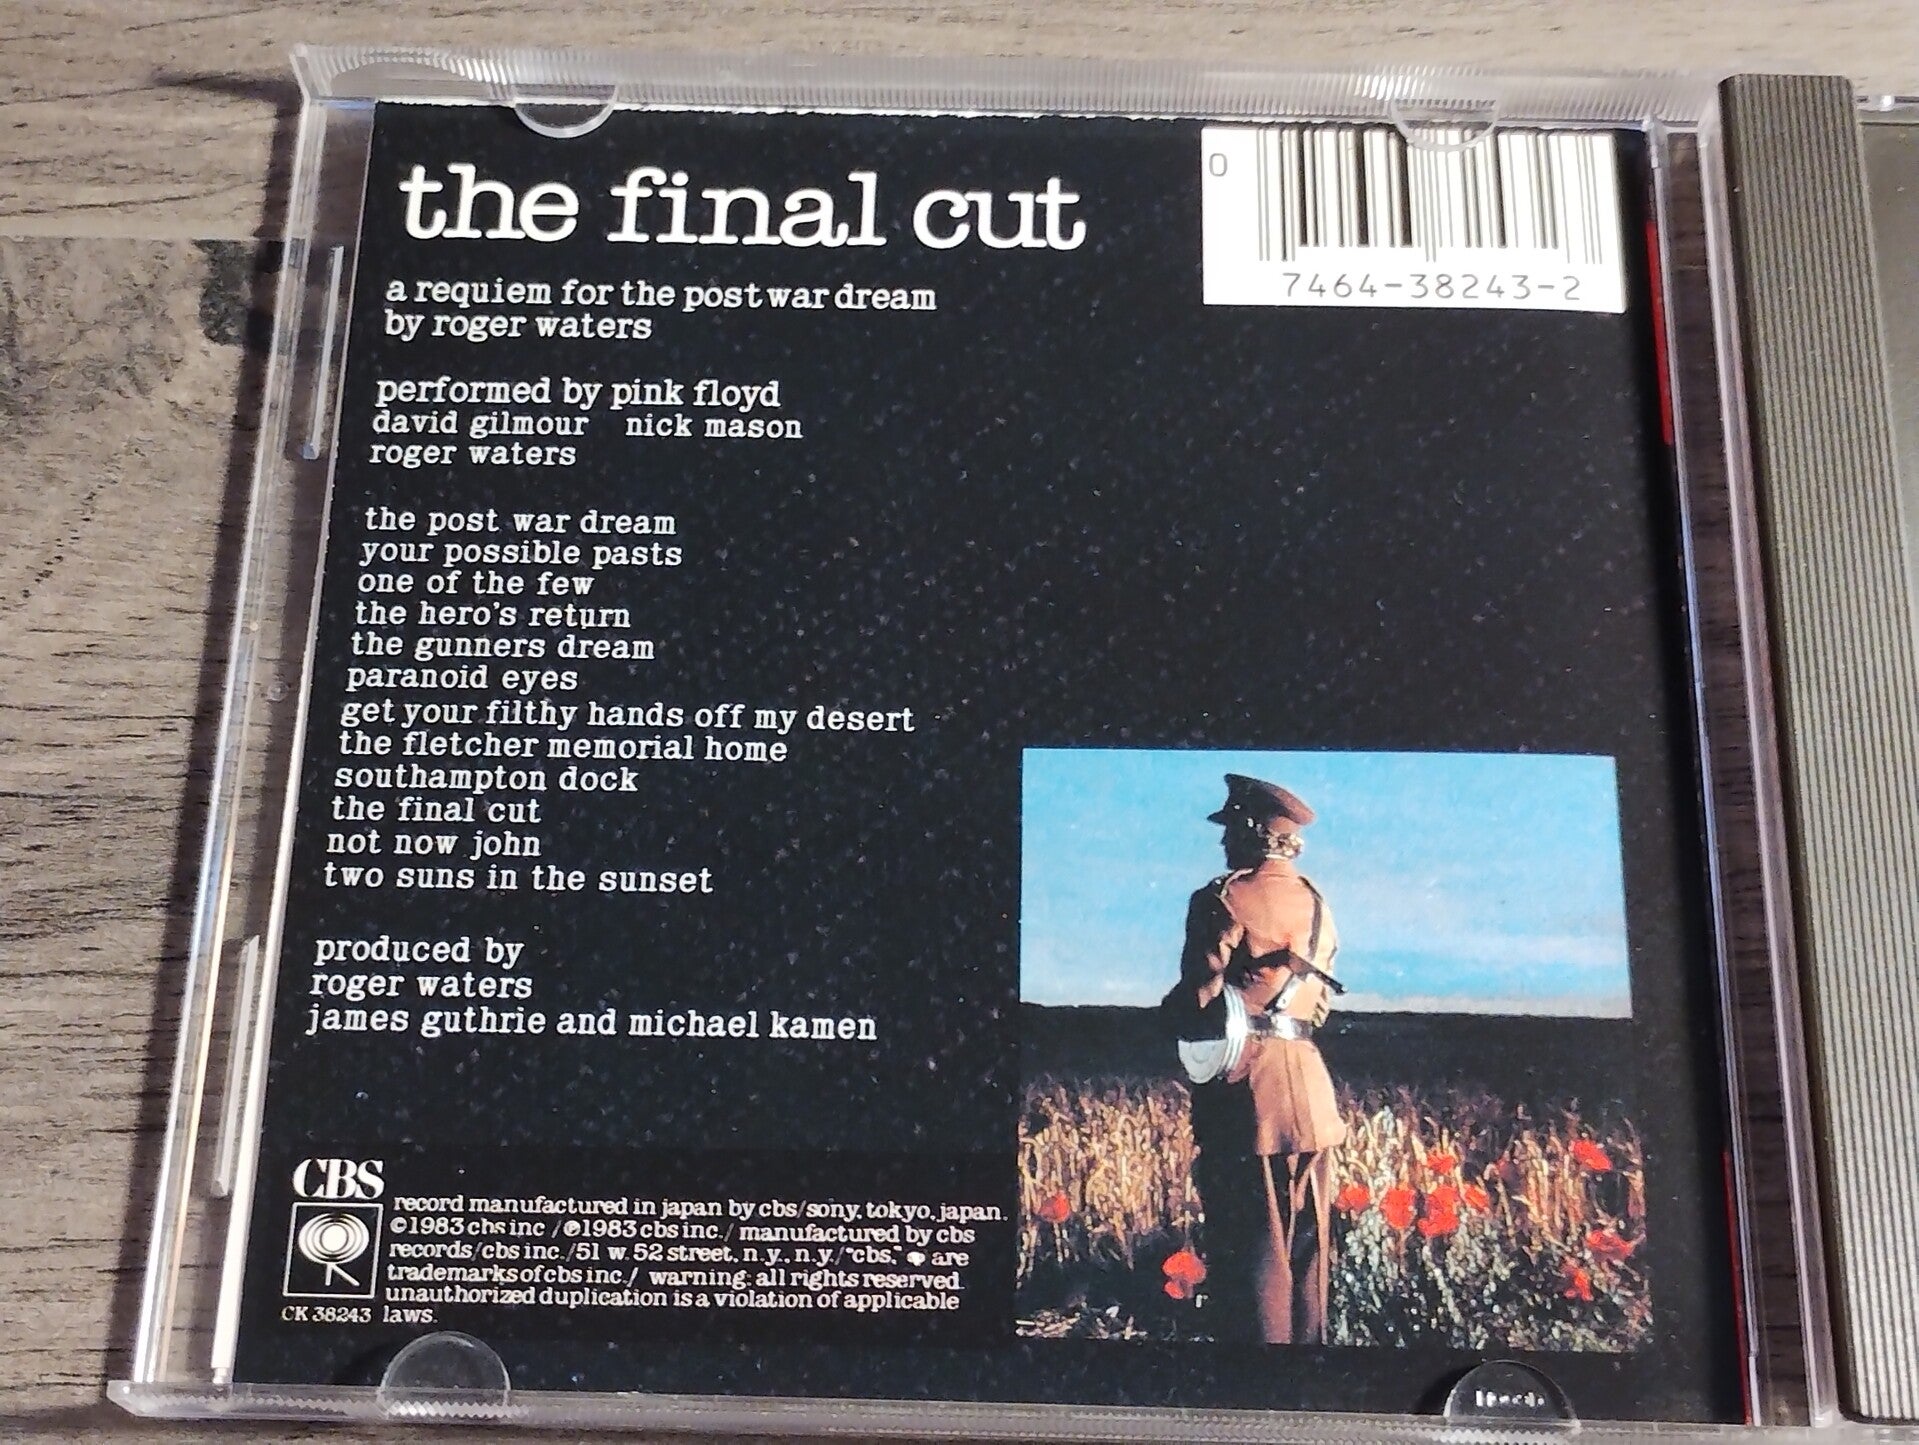 the final cut
0
7464-38243-2
a requiem for the post war dream
by roger waters
performed by pink floyd
david gilmour nick mason
roger waters
the post war dream
your possible pasts
one of the few
the hero's return
the gunners dream
paranoid eyes
get your filthy hands off my desert
the fletcher memorial home
southampton dock
the final cut
not now john
two suns in the sunset
produced by
roger waters
james guthrie and michael kamen
CBS
record manufactured in japan by cbs/sony, tokyo, japan.
©1983 cbs inc /℗1983 cbs inc./ manufactured by cbs
records/cbs inc./51 w. 52 street, n.y., n.y./"cbs," are
trademarks of cbs inc./ warning: all rights reserved.
unauthorized duplication is a violation of applicable
CK 38243 laws.